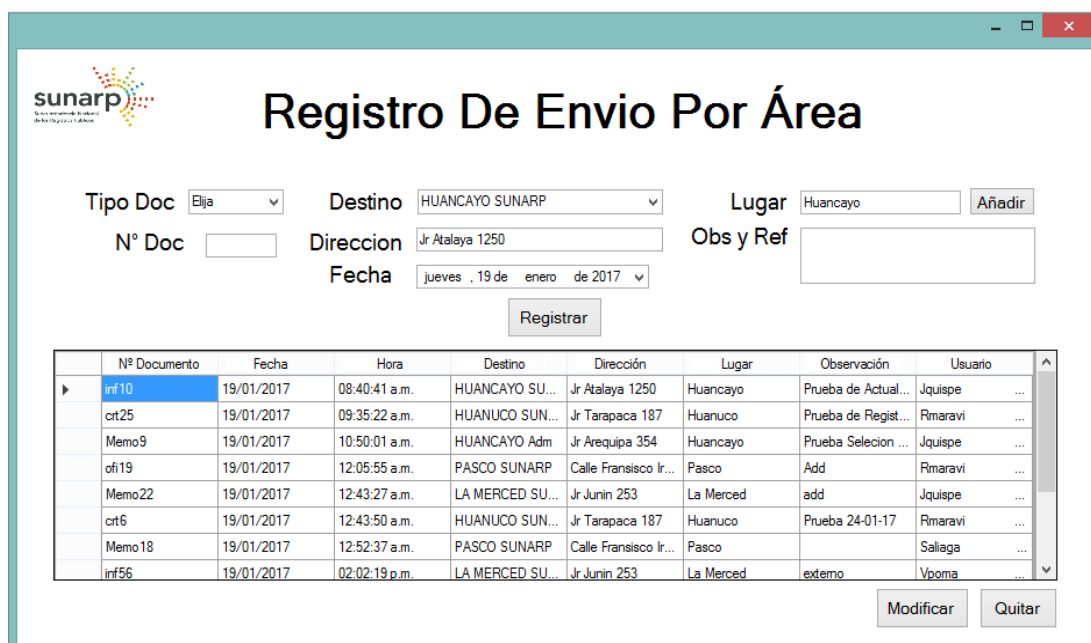 sunarp
Superintendencia Nacional
de los Registros Públicos
Registro De Envio Por Área
Tipo Doc Elija Destino HUANCAYO SUNARP Lugar Huancayo Añadir
N° Doc Direccion Jr Atalaya 1250 Obs y Ref
Fecha jueves , 19 de enero de 2017
Registrar
Nº Documento Fecha Hora Destino Dirección Lugar Observación Usuario
inf10 19/01/2017 08:40:41 a.m. HUANCAYO SU... Jr Atalaya 1250 Huancayo Prueba de Actual... Jquispe ...
crt25 19/01/2017 09:35:22 a.m. HUANUCO SUN... Jr Tarapaca 187 Huanuco Prueba de Regist... Rmaravi ...
Memo9 19/01/2017 10:50:01 a.m. HUANCAYO Adm Jr Arequipa 354 Huancayo Prueba Selecion ... Jquispe ...
ofi19 19/01/2017 12:05:55 a.m. PASCO SUNARP Calle Fransisco Ir... Pasco Add Rmaravi ...
Memo22 19/01/2017 12:43:27 a.m. LA MERCED SU... Jr Junin 253 La Merced add Jquispe ...
crt6 19/01/2017 12:43:50 a.m. HUANUCO SUN... Jr Tarapaca 187 Huanuco Prueba 24-01-17 Rmaravi ...
Memo18 19/01/2017 12:52:37 a.m. PASCO SUNARP Calle Fransisco Ir... Pasco Saliaga ...
inf56 19/01/2017 02:02:19 p.m. LA MERCED SU... Jr Junin 253 La Merced externo Vpoma ...
Modificar Quitar